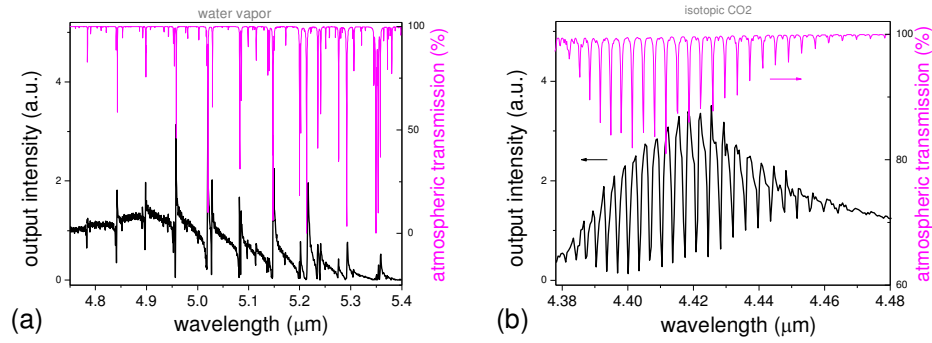 water vapor
output intensity (a.u.)
4
2
0
100
50
0
atmospheric transmission (%)
4.8 4.9 5.0 5.1 5.2 5.3 5.4
wavelength (μm)
(a)
isotopic CO2
output intensity (a.u.)
4
2
0
100
80
60
atmospheric transmission (%)
4.38 4.40 4.42 4.44 4.46 4.48
wavelength (μm)
(b)